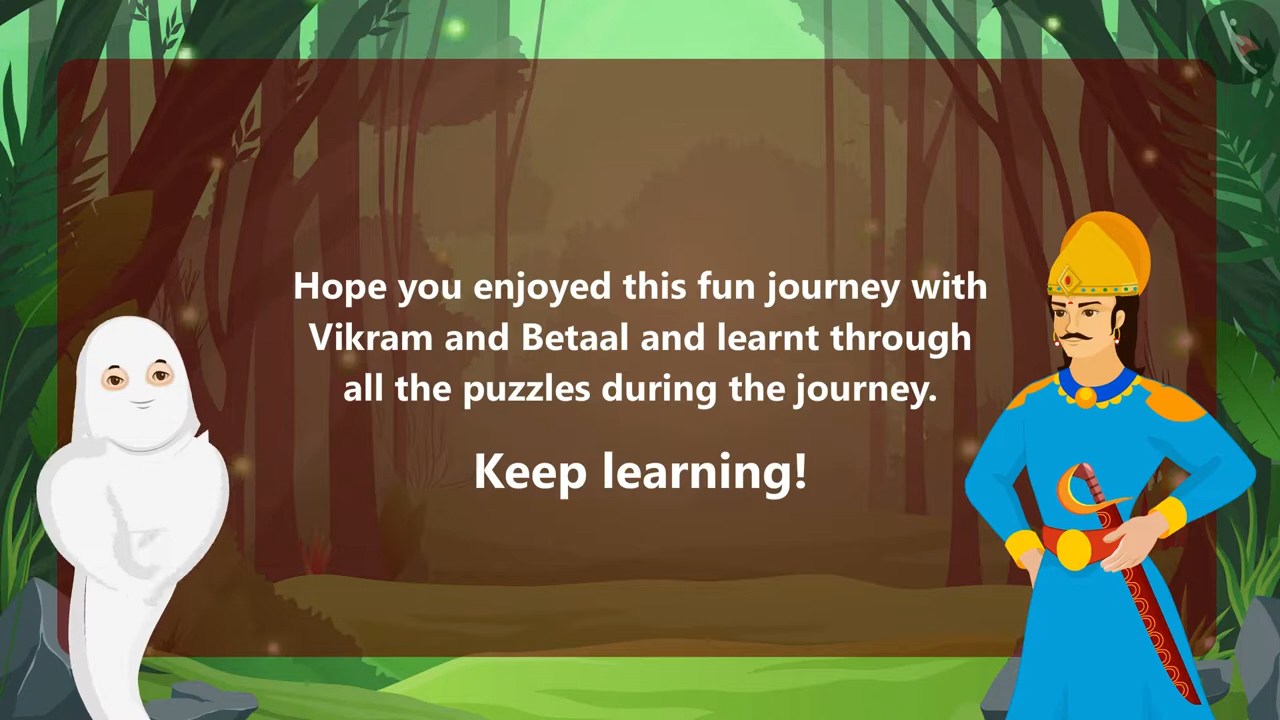 Hope you enjoyed this fun journey with
Vikram and Betaal and learnt through
all the puzzles during the journey.
Keep learning!